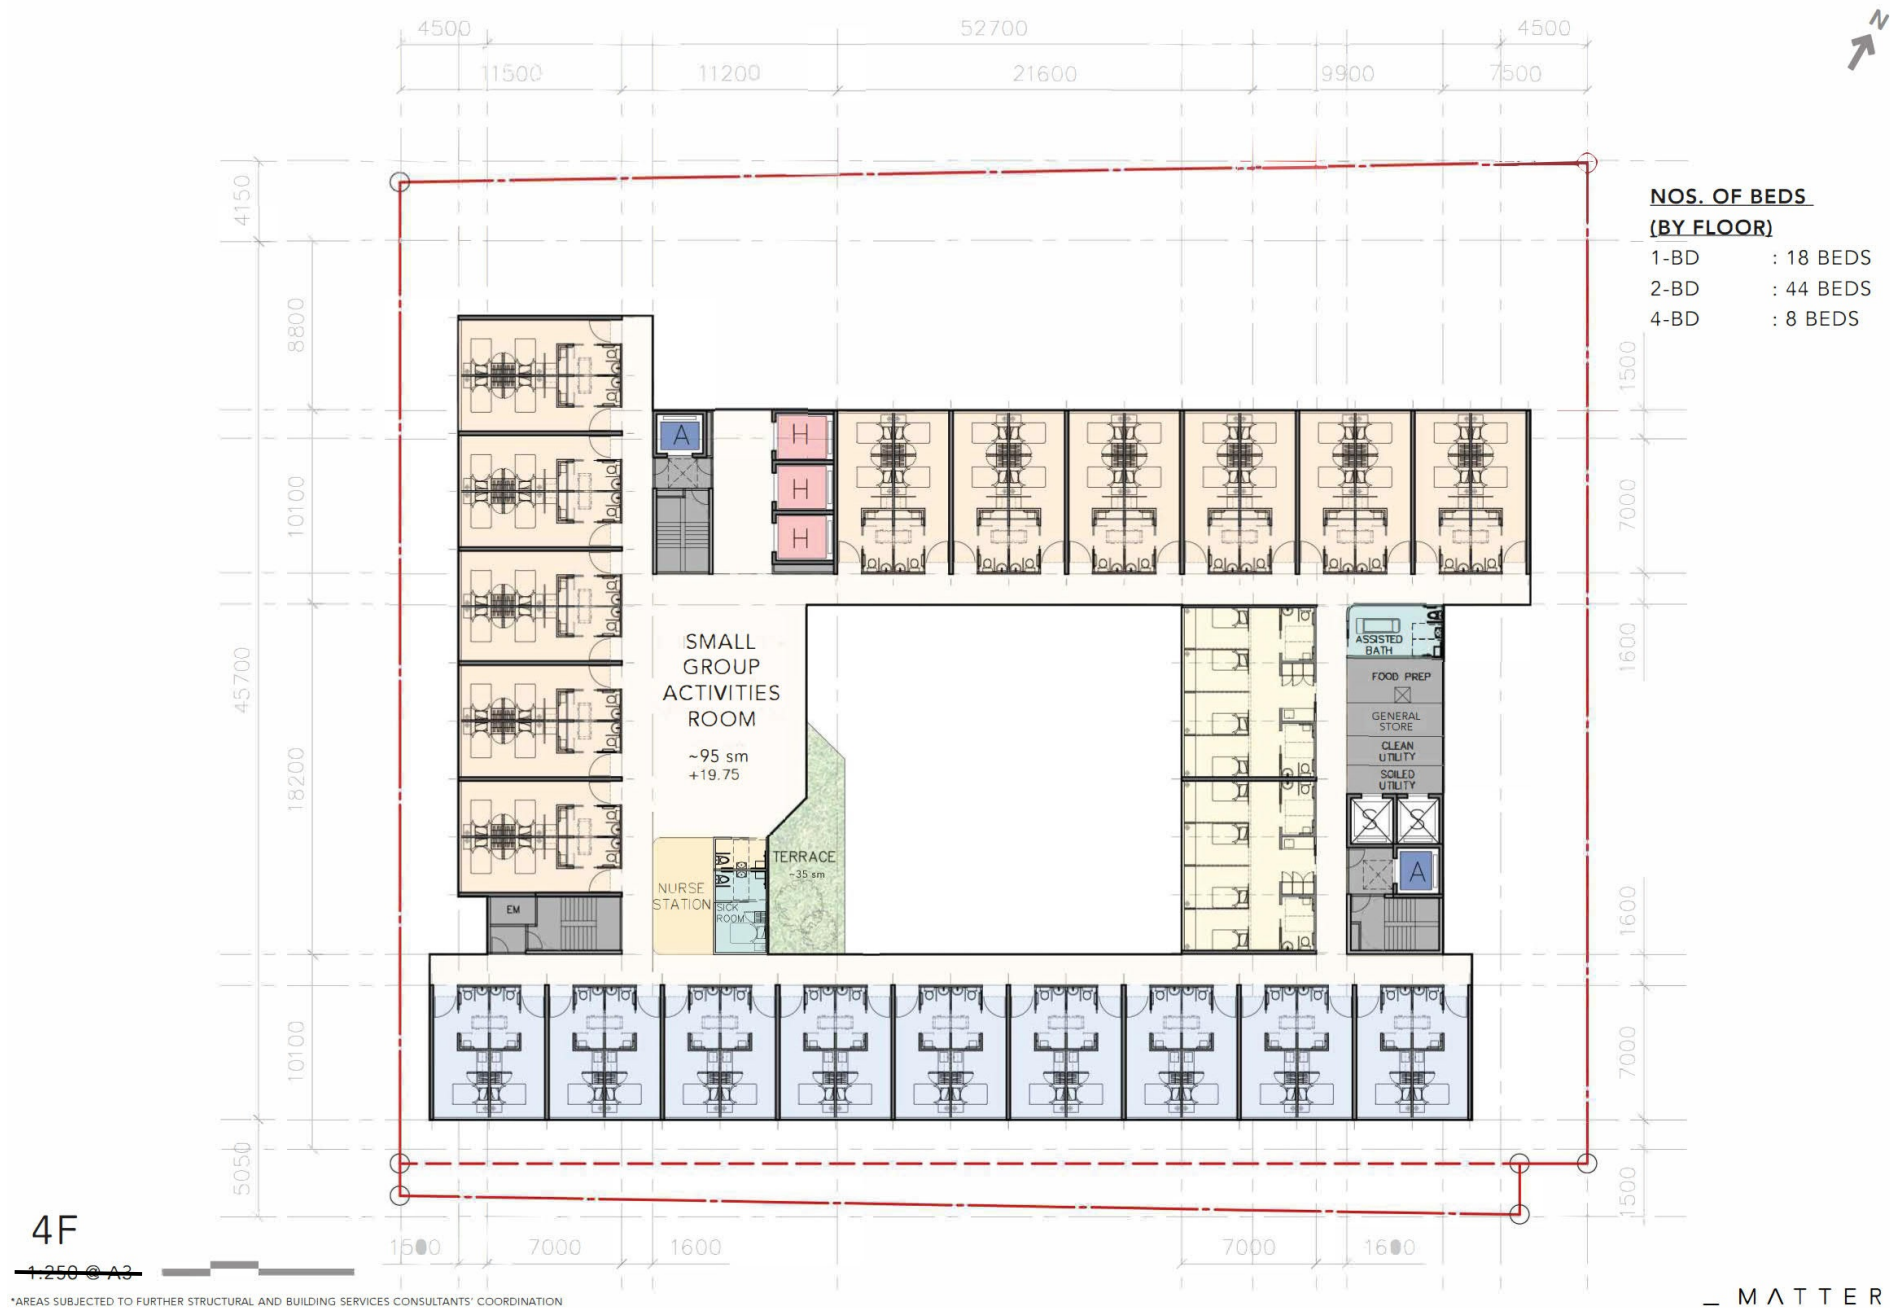 4500
52700
4500
N
11500
11200
21600
9900
7500
4150
NOS. OF BEDS
(BY FLOOR)
1-BD : 18 BEDS
2-BD : 44 BEDS
4-BD : 8 BEDS
8800
1500
A
H
H
H
10100
7000
45700
SMALL
GROUP
ACTIVITIES
ROOM
~95 sm
+19.75
ASSISTED
BATH
1600
FOOD PREP
GENERAL
STORE
CLEAN
UTILITY
SOILED
UTILITY
18200
S
S
TERRACE
~35 sm
A
NURSE
STATION
SICK
ROOM
EM
1600
10100
7000
5050
1500
4F
1500
7000
1600
7000
1600
1:250 @ A3
*AREAS SUBJECTED TO FURTHER STRUCTURAL AND BUILDING SERVICES CONSULTANTS' COORDINATION
_ MATTER